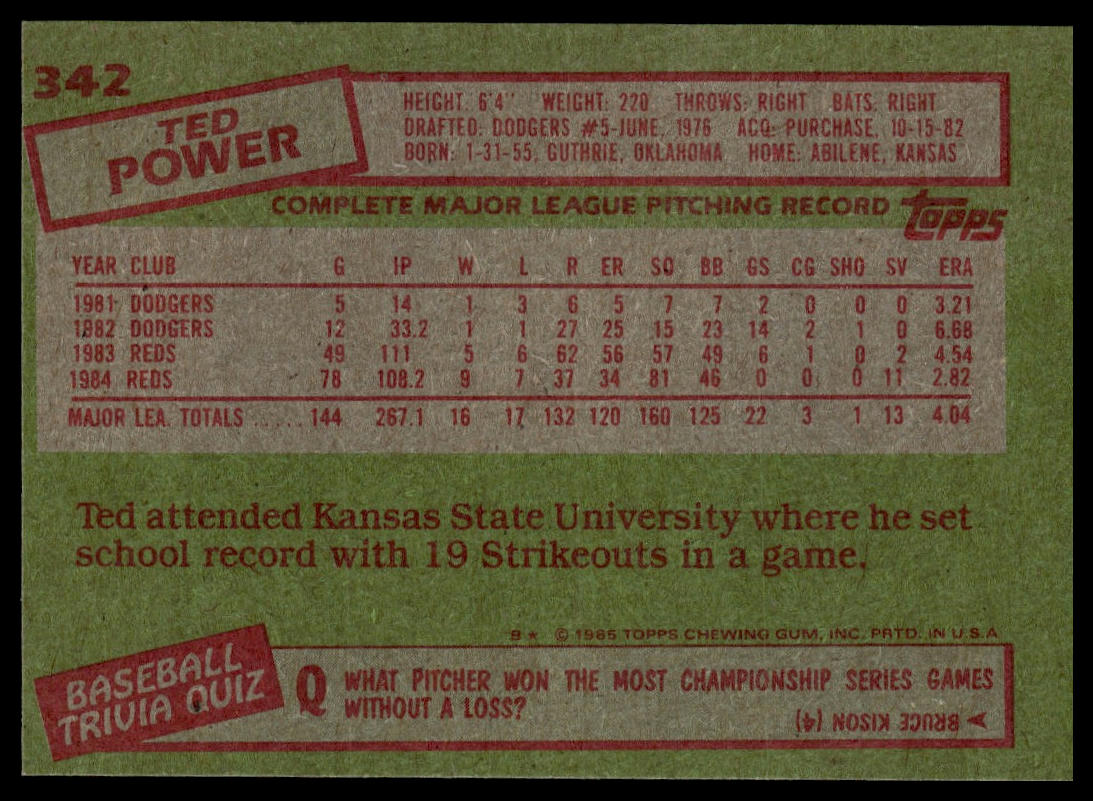 342
TED
POWER
HEIGHT: 6'4" WEIGHT: 220 THROWS: RIGHT BATS: RIGHT
DRAFTED: DODGERS #5-JUNE, 1976 ACQ: PURCHASE, 10-15-82
BORN: 1-31-55, GUTHRIE, OKLAHOMA HOME: ABILENE, KANSAS
COMPLETE MAJOR LEAGUE PITCHING RECORD topps
YEAR CLUB G IP W L R ER SO BB GS CG SHO SV ERA
1981 DODGERS 5 14 1 3 6 5 7 7 2 0 0 0 3.21
1982 DODGERS 12 33.2 1 1 27 25 15 23 14 2 1 0 6.68
1983 REDS 49 111 5 6 62 56 57 49 6 1 0 2 4.54
1984 REDS 78 108.2 9 7 37 34 81 46 0 0 0 11 2.82
MAJOR LEA. TOTALS ..... 144 267.1 16 17 132 120 160 125 22 3 1 13 4.04
Ted attended Kansas State University where he set
school record with 19 Strikeouts in a game.
B* © 1985 TOPPS CHEWING GUM, INC. PRTD. IN U.S.A
BASEBALL
TRIVIA QUIZ
Q WHAT PITCHER WON THE MOST CHAMPIONSHIP SERIES GAMES
WITHOUT A LOSS?
A BRUCE KISON (4)